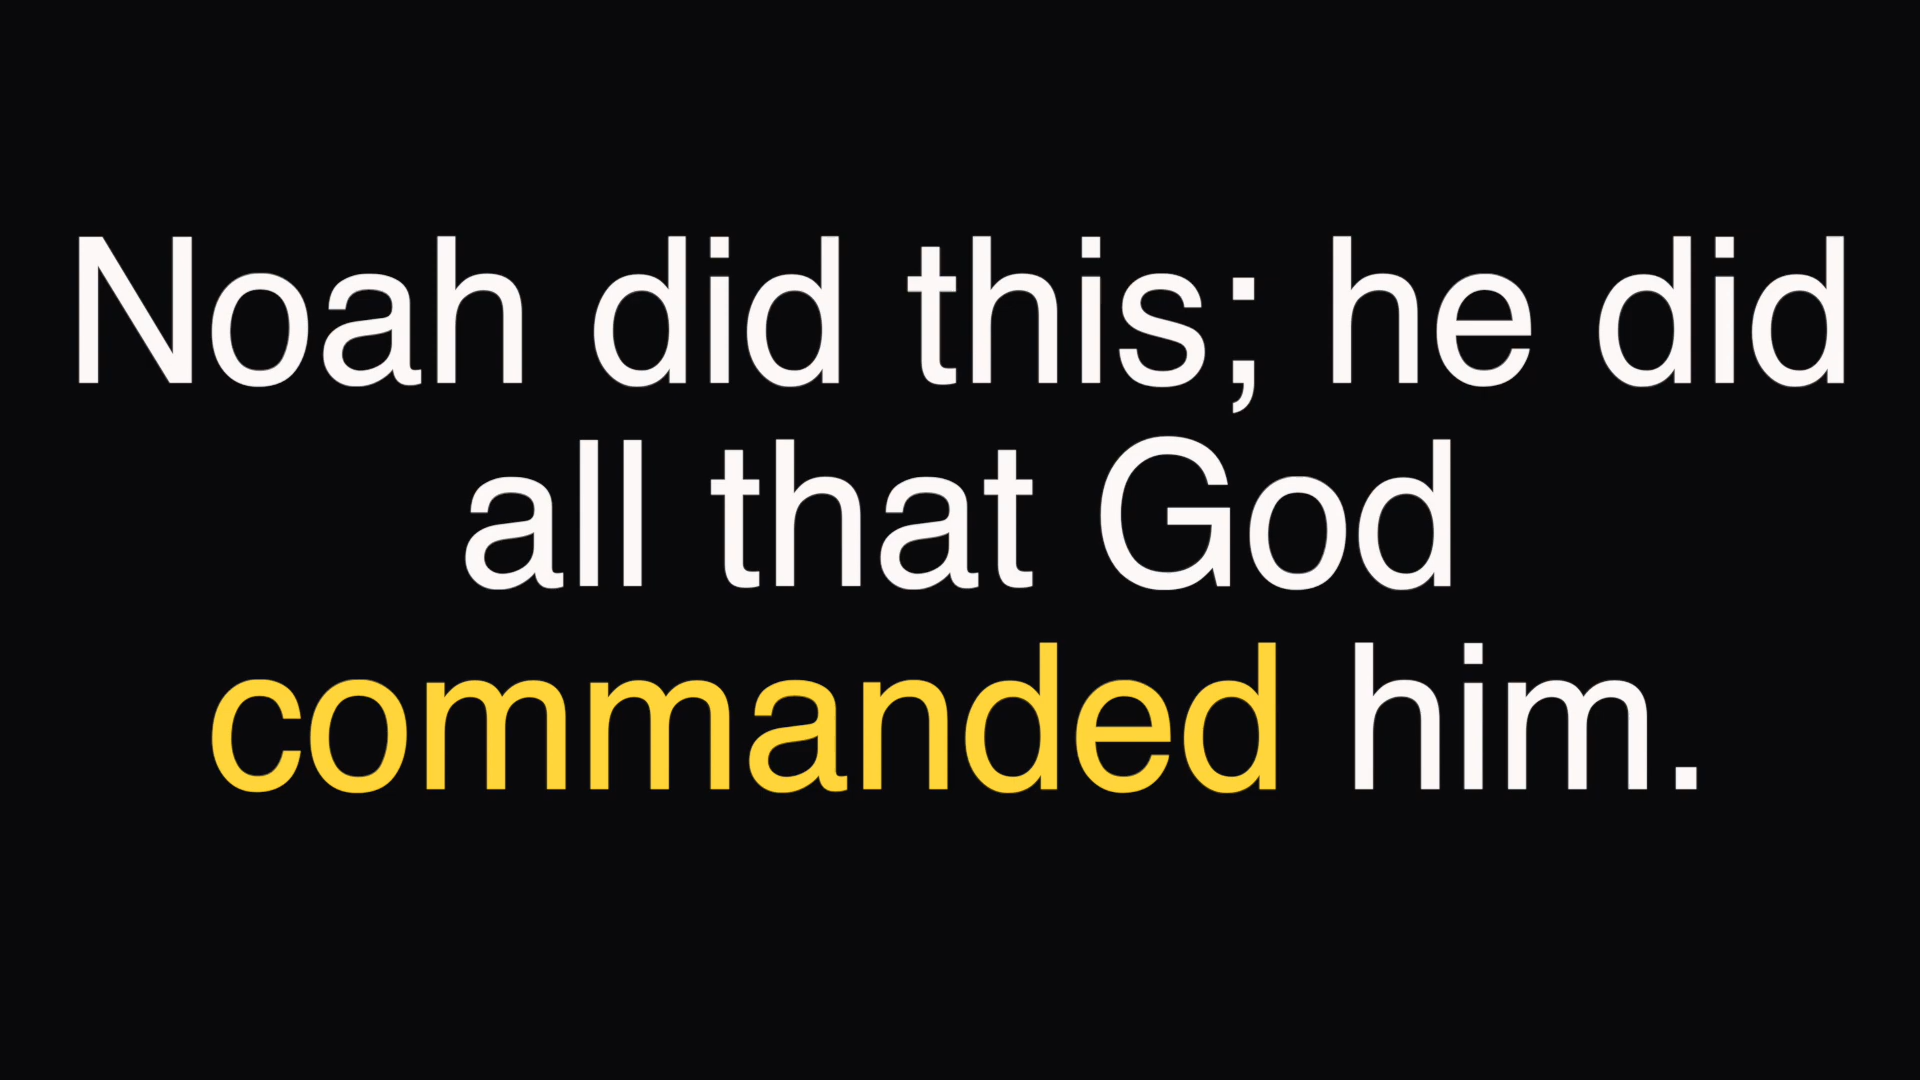 Noah did this; he did
all that God
commanded him.